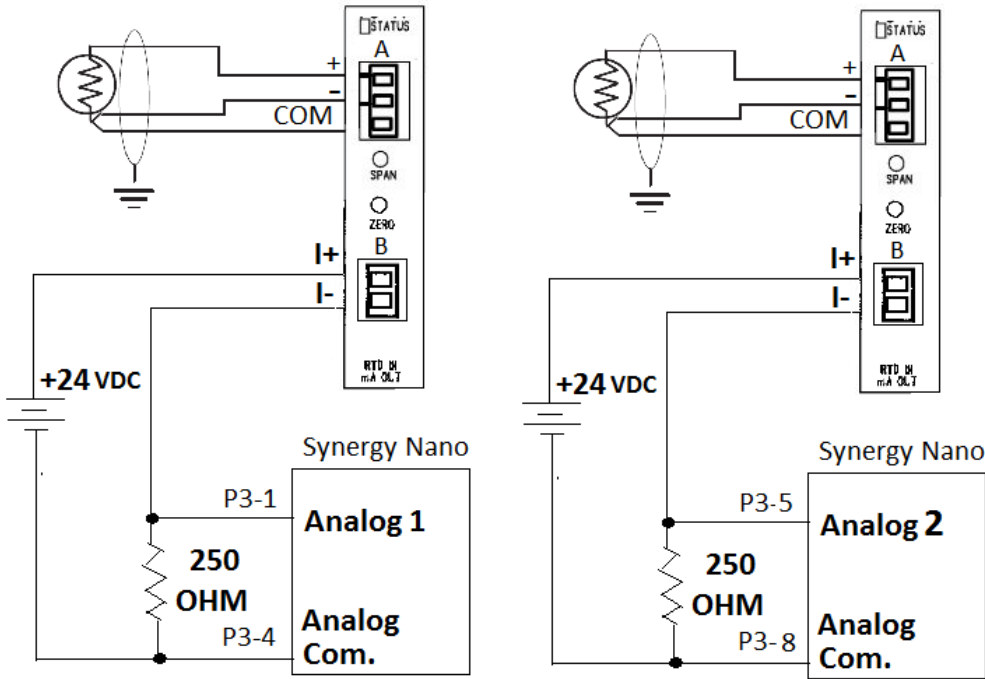 STATUS
A
+
–
COM
SPAN
ZERO
B
I+
I-
RTD IN
mA OUT
+24 VDC
Synergy Nano
P3-1
Analog 1
250
OHM
P3-4
Analog
Com.
STATUS
A
+
–
COM
SPAN
ZERO
B
I+
I-
RTD IN
mA OUT
+24 VDC
Synergy Nano
P3-5
Analog 2
250
OHM
P3-8
Analog
Com.